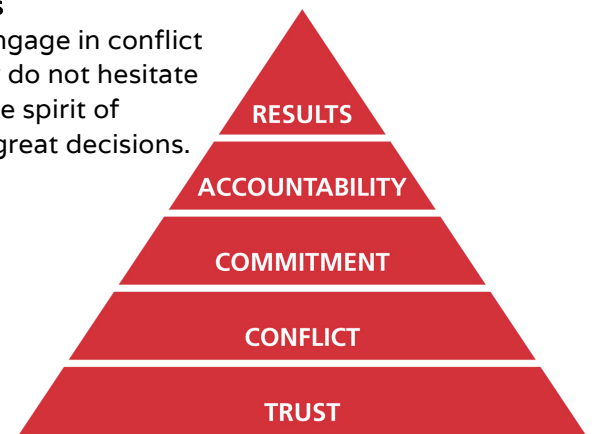 ngage in conflict
do not hesitate
e spirit of
great decisions.
RESULTS
ACCOUNTABILITY
COMMITMENT
CONFLICT
TRUST